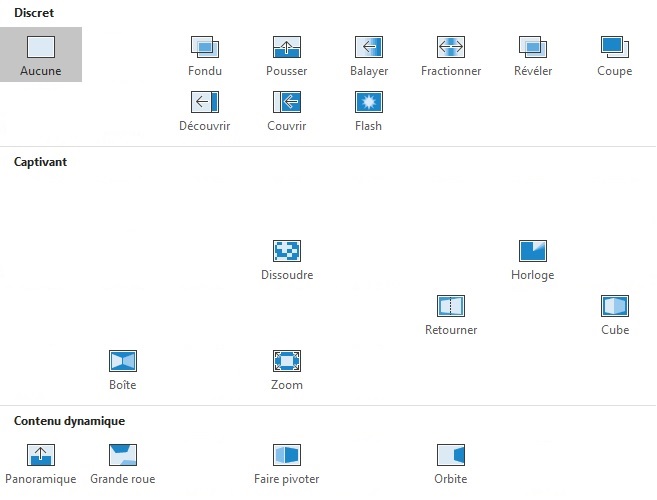 Discret
Aucune Fondu Pousser Balayer Fractionner Révéler Coupe
Découvrir Couvrir Flash
Captivant
Dissoudre Horloge
Retourner Cube
Boîte Zoom
Contenu dynamique
Panoramique Grande roue Faire pivoter Orbite